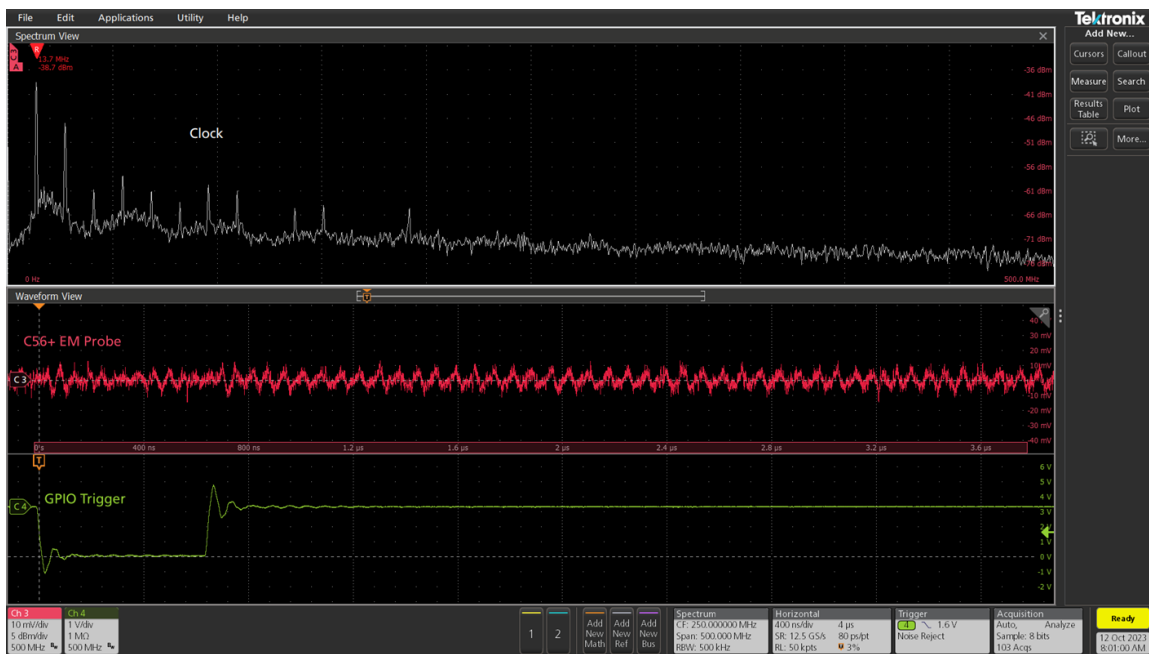 File Edit Applications Utility Help
Tektronix
Add New...
Spectrum View
Cursors Callout
Measure Search
Results Table Plot
More...
R
13.7 MHz
-38.7 dBm
A
Clock
-36 dBm
-41 dBm
-46 dBm
-51 dBm
-56 dBm
-61 dBm
-66 dBm
-71 dBm
-76 dBm
0 Hz
500.0 MHz
Waveform View
T
C56+ EM Probe
C3
30 mV
20 mV
10 mV
-10 mV
-20 mV
-30 mV
-40 mV
0 s 400 ns 800 ns 1.2 µs 1.6 µs 2 µs 2.4 µs 2.8 µs 3.2 µs 3.6 µs
T
GPIO Trigger
C4
6 V
5 V
4 V
3 V
2 V
1 V
0 V
-1 V
-2 V
Ch 3
10 mV/div
5 dBm/div
500 MHz
Ch 4
1 V/div
1 MΩ
500 MHz
1 2
Add New Math
Add New Ref
Add New Bus
Spectrum
CF: 250.000000 MHz
Span: 500.000 MHz
RBW: 500 kHz
Horizontal
400 ns/div 4 µs
SR: 12.5 GS/s 80 ps/pt
RL: 50 kpts 3%
Trigger
4 1.6 V
Noise Reject
Acquisition
Auto, Analyze
Sample: 8 bits
103 Acqs
Ready
12 Oct 2023
8:01:00 AM